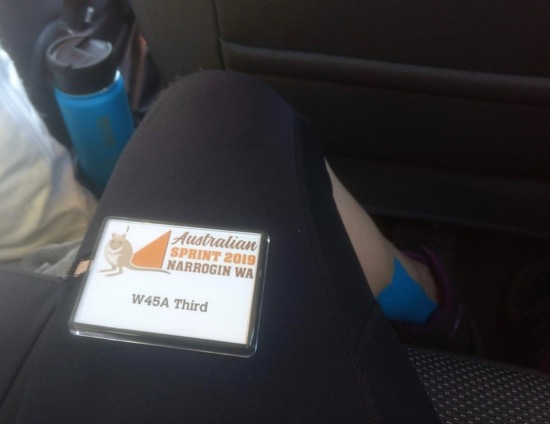 Australian
SPRINT 2019
NARROGIN WA
W45A Third